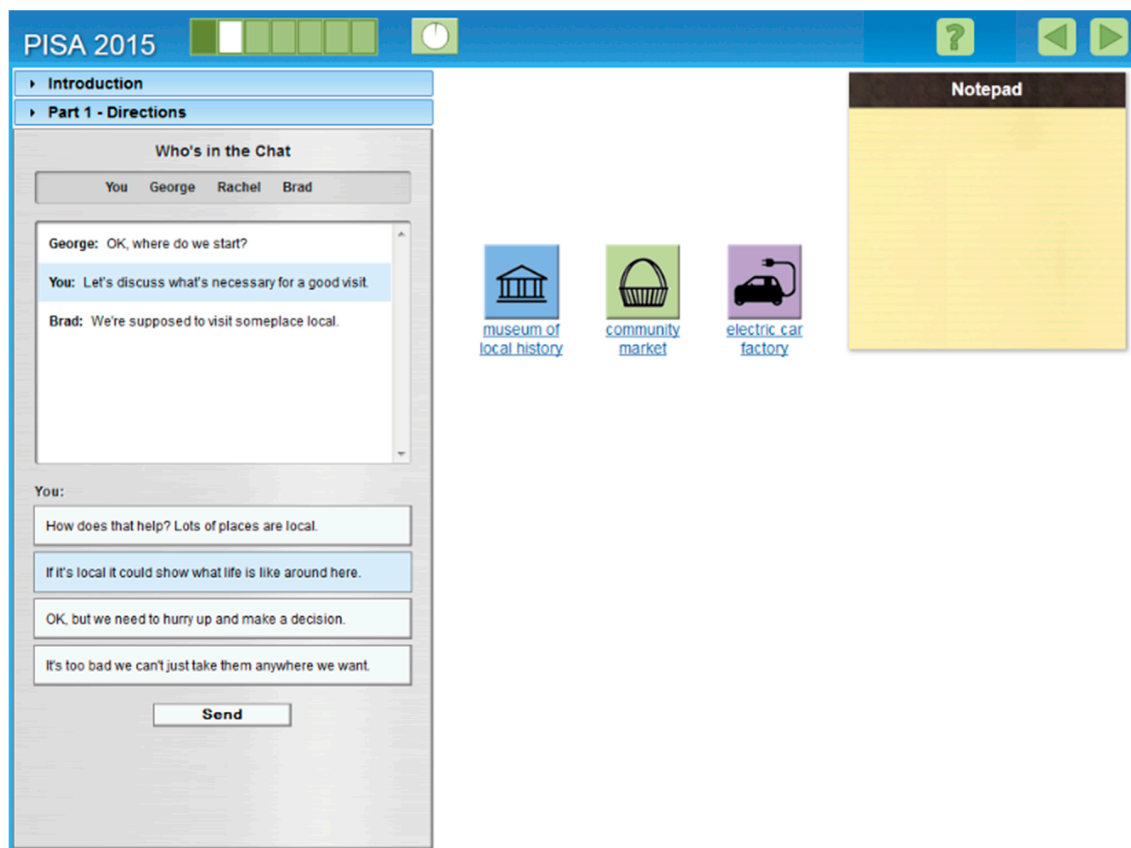 PISA 2015
?
Introduction
Part 1 - Directions
Who's in the Chat
You George Rachel Brad
George: OK, where do we start?
You: Let's discuss what's necessary for a good visit.
Brad: We're supposed to visit someplace local.
You:
How does that help? Lots of places are local.
If it's local it could show what life is like around here.
OK, but we need to hurry up and make a decision.
It's too bad we can't just take them anywhere we want.
Send
museum of
local history
community
market
electric car
factory
Notepad